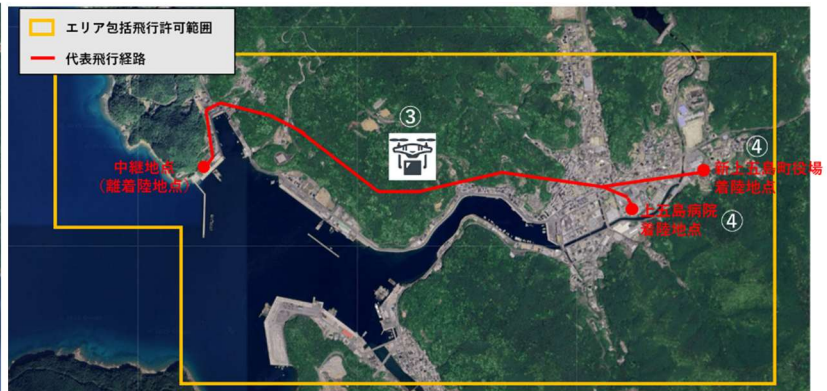 エリア包括飛行許可範囲
代表飛行経路
③
④
中継地点
（離着陸地点）
新上五島町役場
着陸地点
上五島病院
着陸地点
④